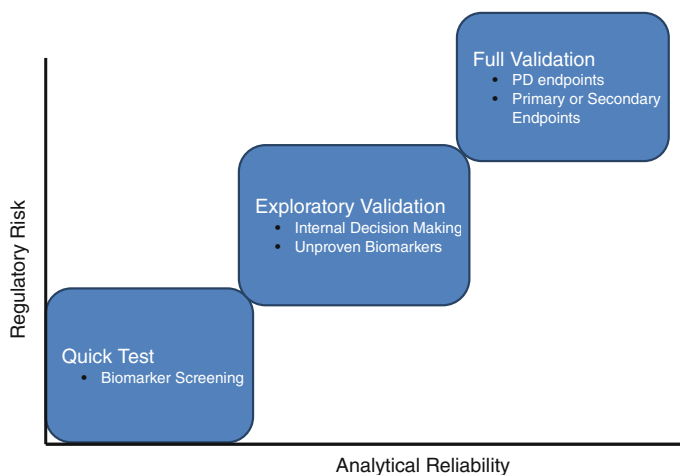 Full Validation
• PD endpoints
• Primary or Secondary
Endpoints
Exploratory Validation
• Internal Decision Making
• Unproven Biomarkers
Quick Test
• Biomarker Screening
Regulatory Risk
Analytical Reliability